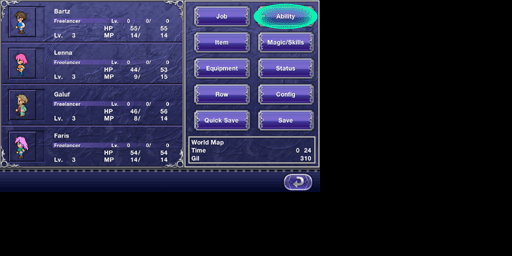 Bartz
Freelancer Lv. 0 0/ 0
HP 55/ 55
Lv. 3 MP 14/ 14
Lenna
Freelancer Lv. 0 0/ 0
HP 44/ 53
Lv. 3 MP 9/ 15
Galuf
Freelancer Lv. 0 0/ 0
HP 46/ 56
Lv. 3 MP 8/ 14
Faris
Freelancer Lv. 0 0/ 0
HP 54/ 54
Lv. 3 MP 14/ 14
Job Ability
Item Magic/Skills
Equipment Status
Row Config
Quick Save Save
World Map
Time 0 24
Gil 310